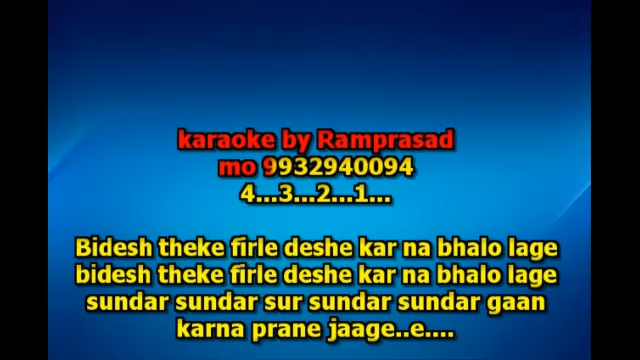 karaoke by Ramprasad
mo 9932940094
4...3...2...1...
Bidesh theke firle deshe kar na bhalo lage
bidesh theke firle deshe kar na bhalo lage
sundar sundar sur sundar sundar gaan
karna prane jaage..e....